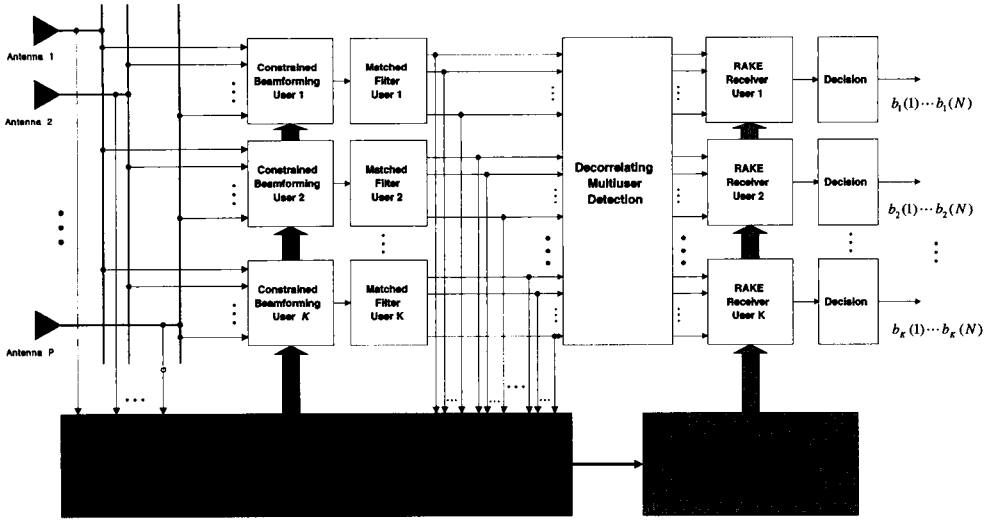 Antenna 1
Antenna 2
Antenna P
Constrained
Beamforming
User 1
Matched
Filter
User 1
Constrained
Beamforming
User 2
Matched
Filter
User 2
Constrained
Beamforming
User K
Matched
Filter
User K
Decorrelating
Multiuser
Detection
RAKE
Receiver
User 1
Decision
b₁(1)⋯b₁(N)
RAKE
Receiver
User 2
Decision
b₂(1)⋯b₂(N)
RAKE
Receiver
User K
Decision
b_K(1)⋯b_K(N)